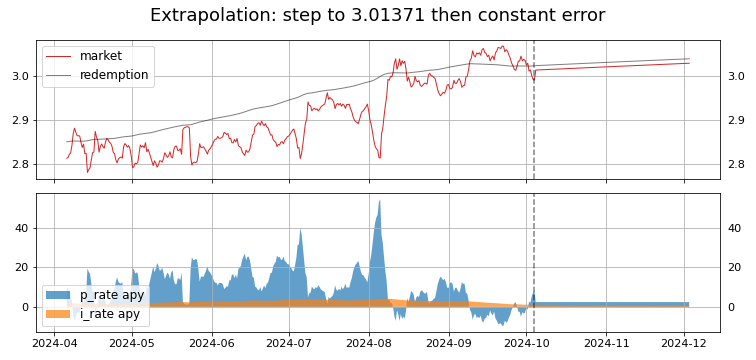 Extrapolation: step to 3.01371 then constant error
market
redemption
3.0 3.0
2.9 2.9
2.8 2.8
40 40
20 20
0 0
p_rate apy
i_rate apy
2024-04 2024-05 2024-06 2024-07 2024-08 2024-09 2024-10 2024-11 2024-12